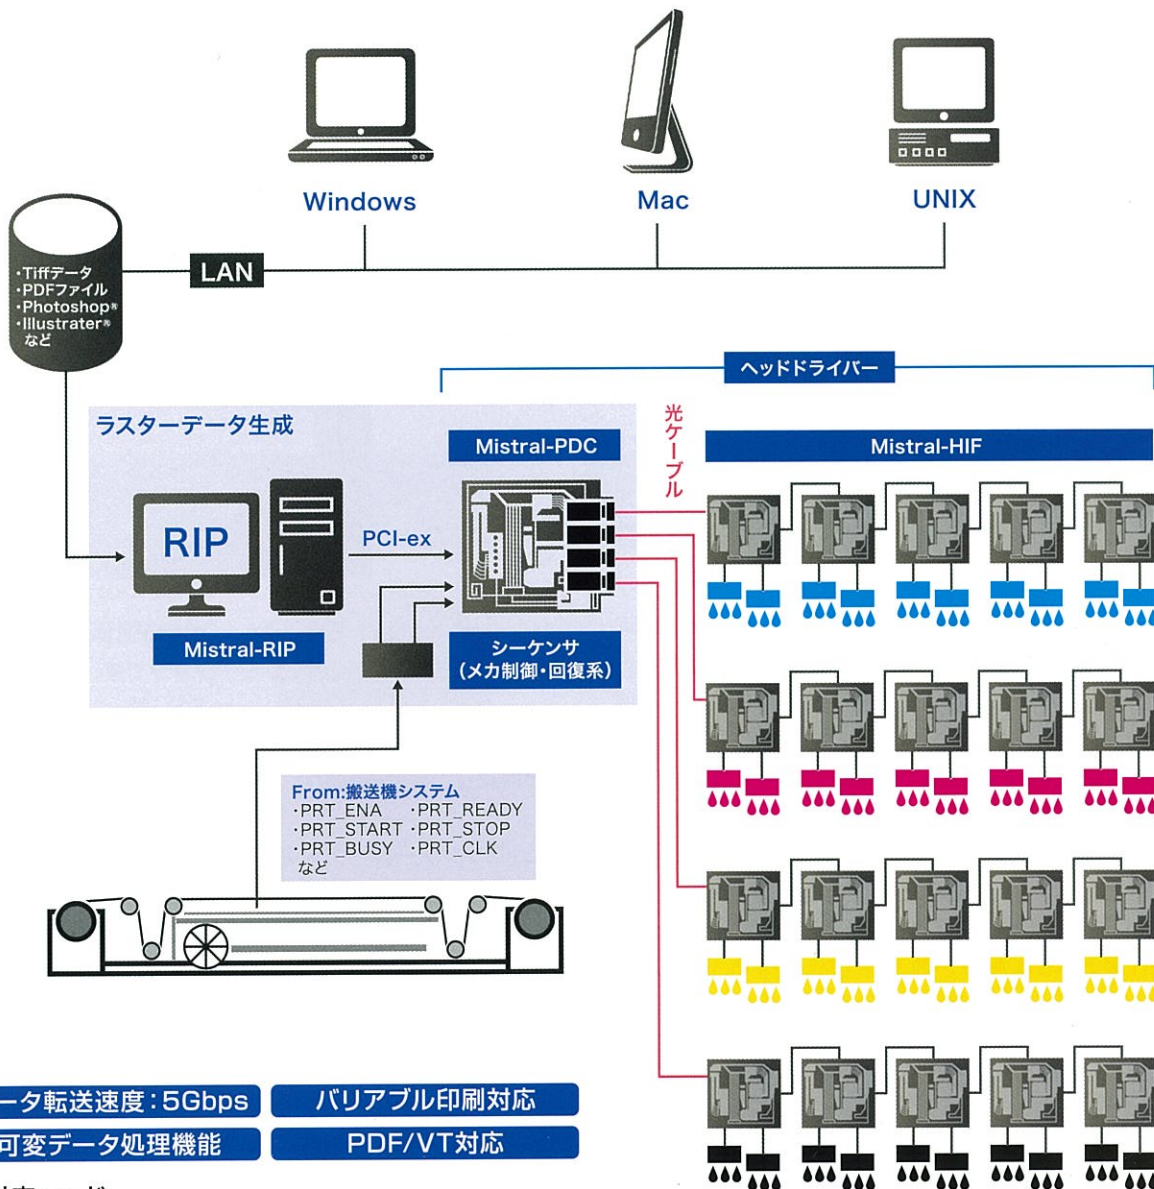 Windows
Mac
UNIX
・Tiffデータ
・PDFファイル
・Photoshop®
・Illustrater®
など
LAN
ヘッドドライバー
ラスターデータ生成
Mistral-PDC
光ケーブル
Mistral-HIF
RIP
PCI-ex
Mistral-RIP
シーケンサ
（メカ制御・回復系）
From:搬送機システム
・PRT_ENA ・PRT_READY
・PRT_START ・PRT_STOP
・PRT_BUSY ・PRT_CLK
など
ータ転送速度：5Gbps
バリアブル印刷対応
可変データ処理機能
PDF/VT対応